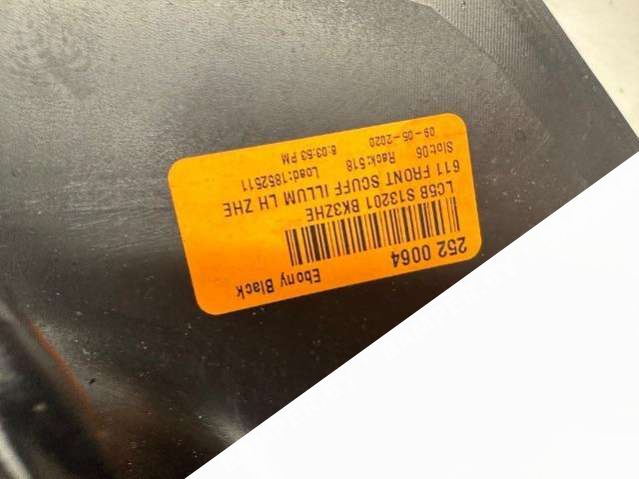 252 0064 Ebony Black
LC5B S13201 BK3ZHE
611 FRONT SCUFF ILLUM LH ZHE
Slot:06 Rack:518 Load:1852511
09-05-2020 8:03:53 PM